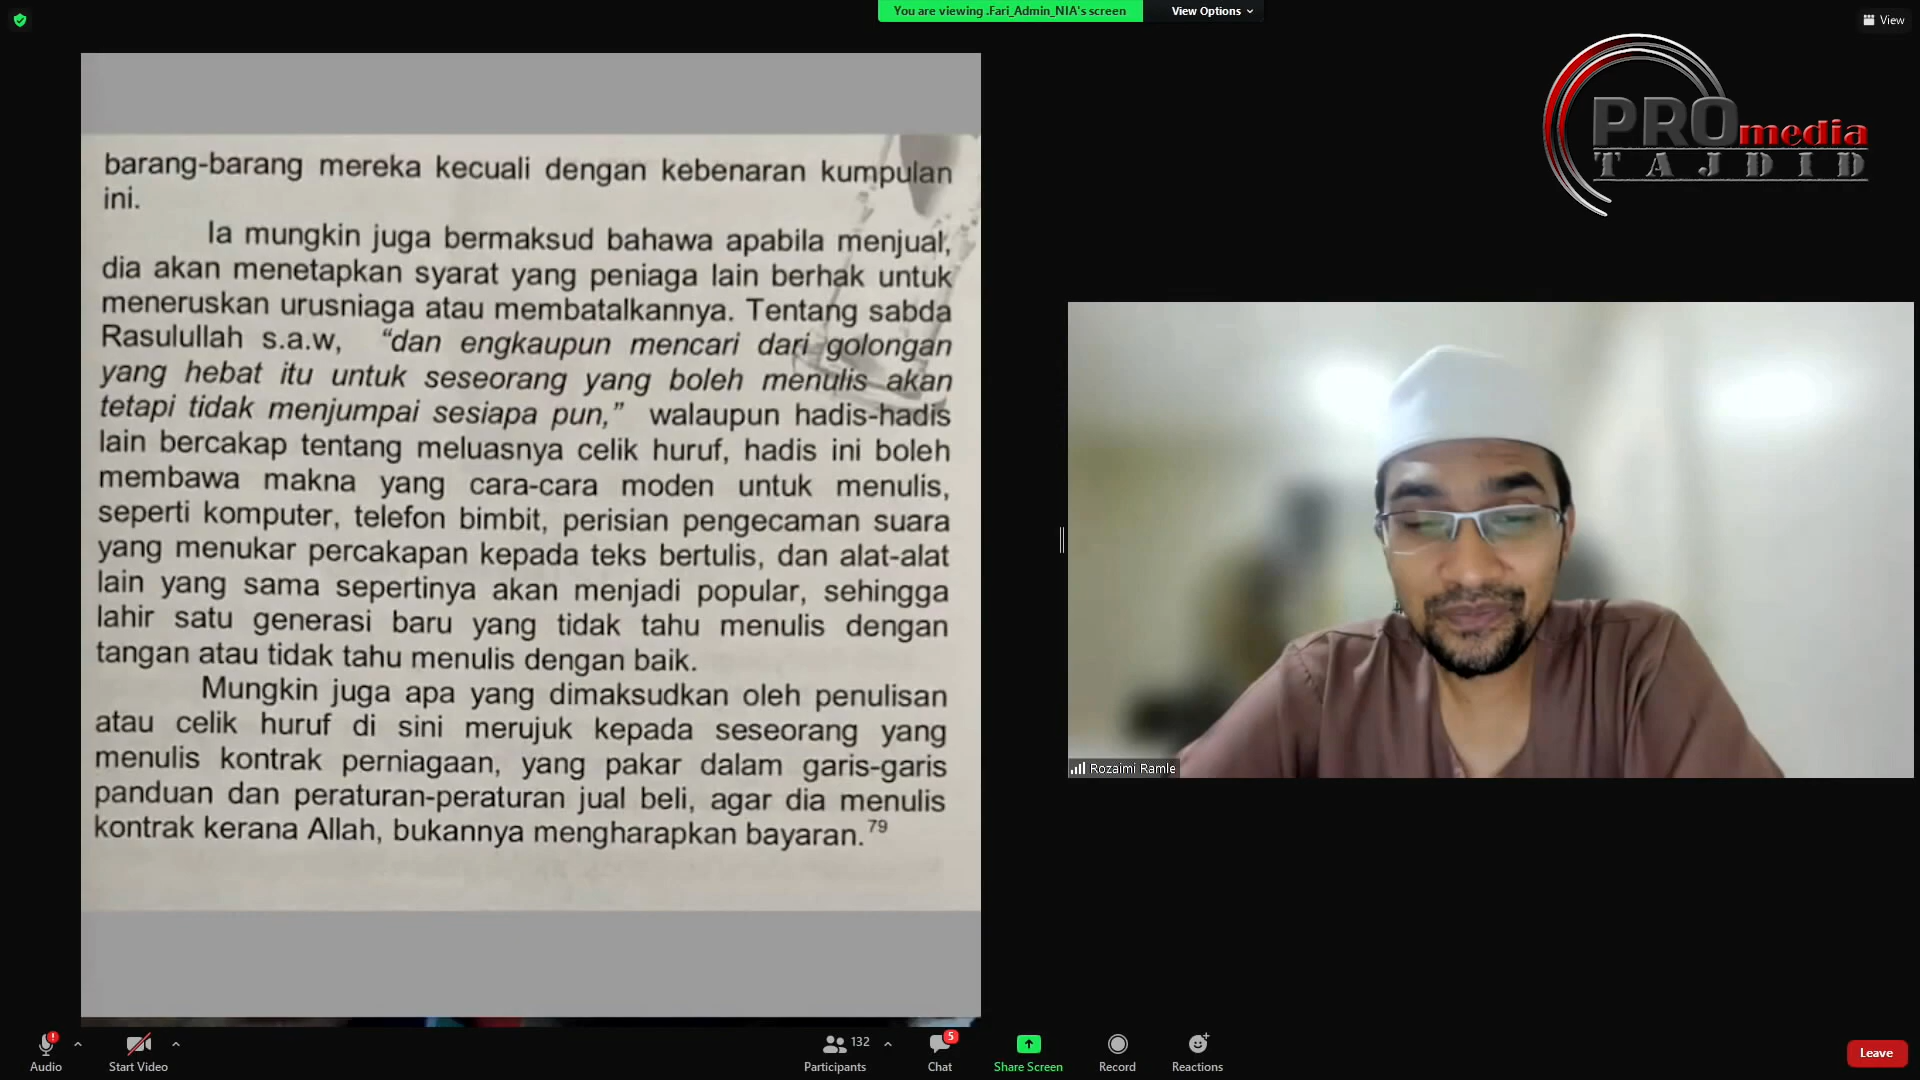 You are viewing .Fari_Admin_NIA's screen
View Options
View
PROmedia
TAJDID
barang-barang mereka kecuali dengan kebenaran kumpulan
ini.
Ia mungkin juga bermaksud bahawa apabila menjual,
dia akan menetapkan syarat yang peniaga lain berhak untuk
meneruskan urusniaga atau membatalkannya. Tentang sabda
Rasulullah s.a.w, “dan engkaupun mencari dari golongan
yang hebat itu untuk seseorang yang boleh menulis akan
tetapi tidak menjumpai sesiapa pun,” walaupun hadis-hadis
lain bercakap tentang meluasnya celik huruf, hadis ini boleh
membawa makna yang cara-cara moden untuk menulis,
seperti komputer, telefon bimbit, perisian pengecaman suara
yang menukar percakapan kepada teks bertulis, dan alat-alat
lain yang sama sepertinya akan menjadi popular, sehingga
lahir satu generasi baru yang tidak tahu menulis dengan
tangan atau tidak tahu menulis dengan baik.
Mungkin juga apa yang dimaksudkan oleh penulisan
atau celik huruf di sini merujuk kepada seseorang yang
menulis kontrak perniagaan, yang pakar dalam garis-garis
panduan dan peraturan-peraturan jual beli, agar dia menulis
kontrak kerana Allah, bukannya mengharapkan bayaran.79
Rozaimi Ramle
Audio
Start Video
132
Participants
5
Chat
Share Screen
Record
Reactions
Leave